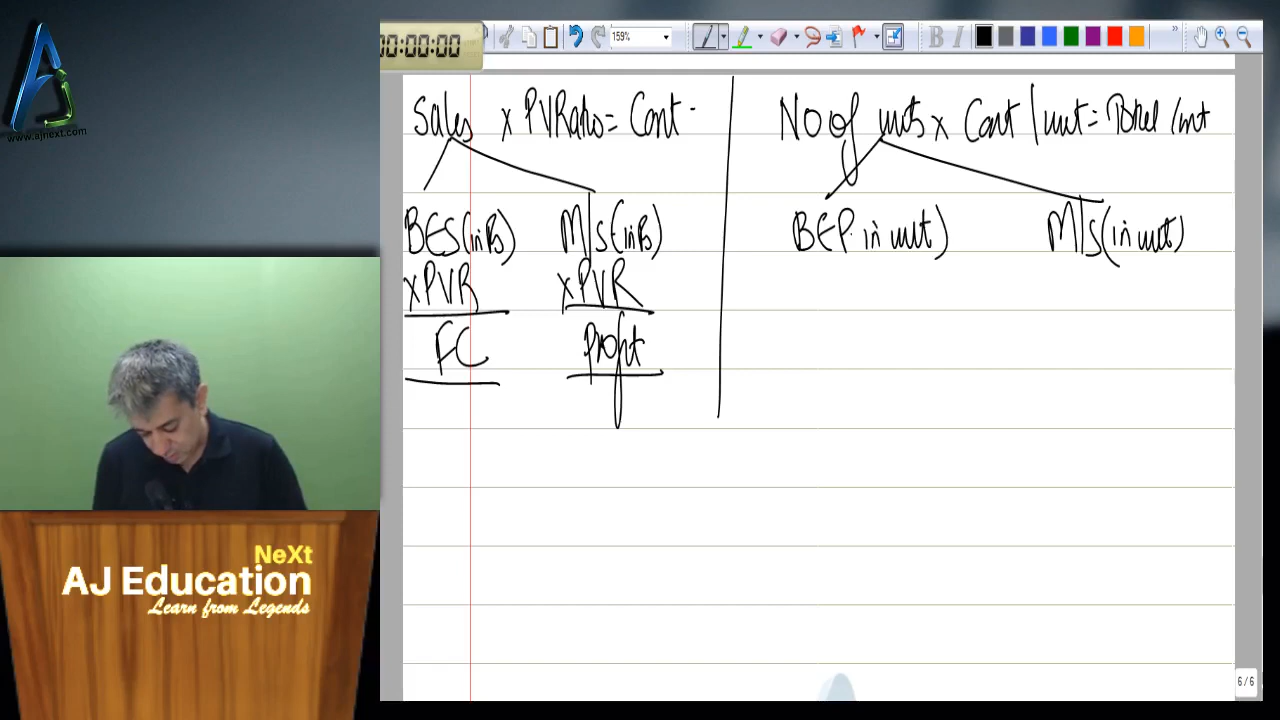 AJ
www.ajnext.com
00:00:00
159%
B I
Sales x PVRatio = Cont
BES(in Rs) M/S(in Rs)
x PVR x PVR
FC Profit
No of units x Cont/unit = Total Cont
BEP. in unit) M/S(in unit)
NeXt
AJ Education
Learn from Legends
6/6